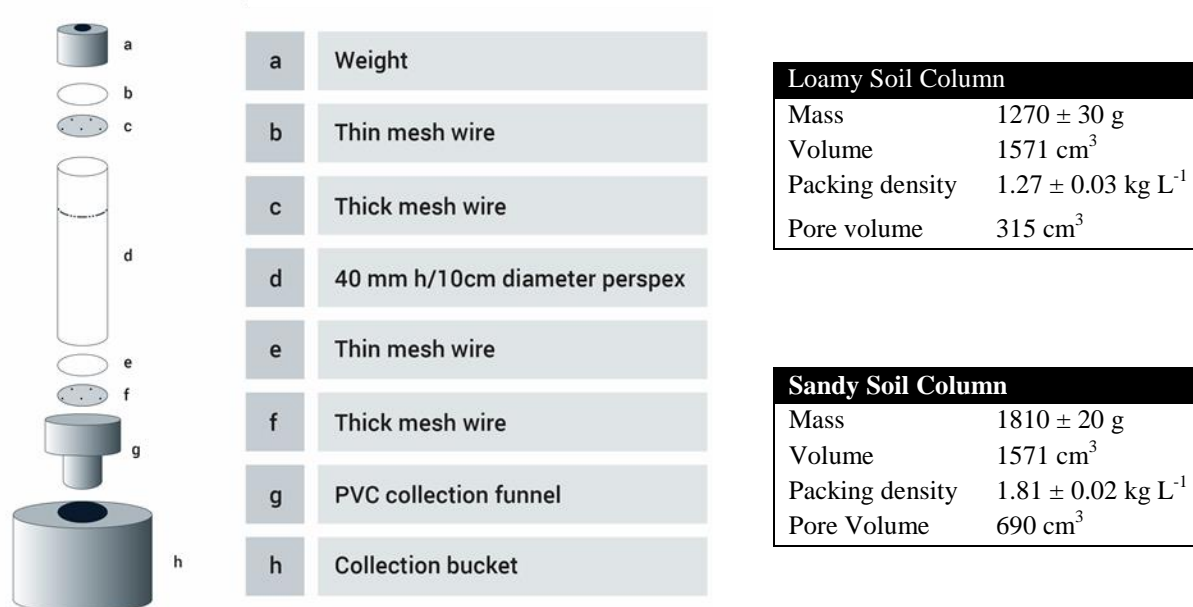 a
b
c
d
e
f
g
h
a Weight
b Thin mesh wire
c Thick mesh wire
d 40 mm h/10cm diameter perspex
e Thin mesh wire
f Thick mesh wire
g PVC collection funnel
h Collection bucket
Loamy Soil Column
Mass 1270 ± 30 g
Volume 1571 cm³
Packing density 1.27 ± 0.03 kg L⁻¹
Pore volume 315 cm³
Sandy Soil Column
Mass 1810 ± 20 g
Volume 1571 cm³
Packing density 1.81 ± 0.02 kg L⁻¹
Pore Volume 690 cm³